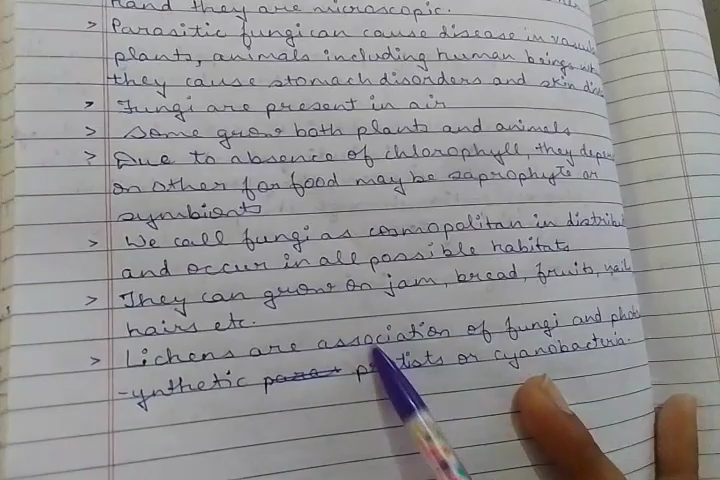 hand they are microscopic.
> Parasitic fungi can cause disease in
plants, animals including human beings,
they cause stomach disorders and skin
> Fungi are present in air
> Some grow both plants and animals
> Due to absence of chlorophyll, they
on other for food may be saprophyte or
symbionts
> We call fungi as cosmopolitan in
and occur in all possible habitats
> They can grow on jam, bread, fruits,
hairs etc.
> Lichens are association of fungi and
-ynthetic protists or cyanobacteria.